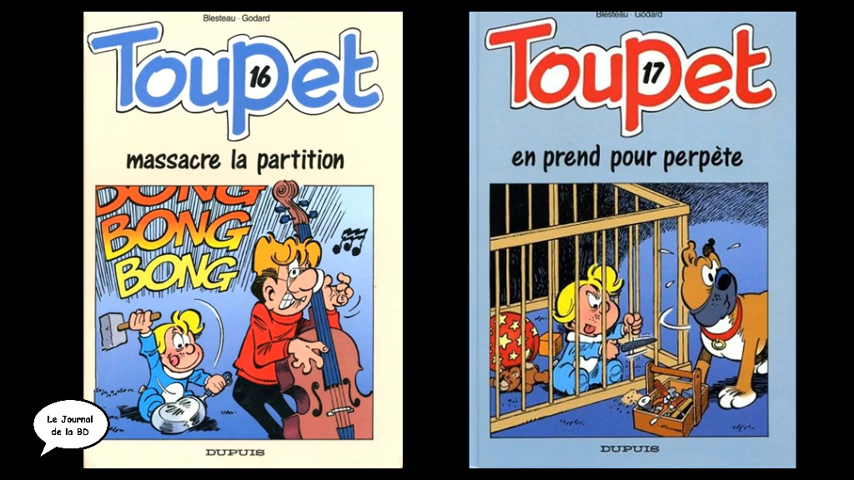 Blesteau - Godard
Toupet
16
massacre la partition
BONG
BONG
BONG
DUPUIS
Blesteau - Godard
Toupet
17
en prend pour perpète
DUPUIS
Le Journal
de la BD